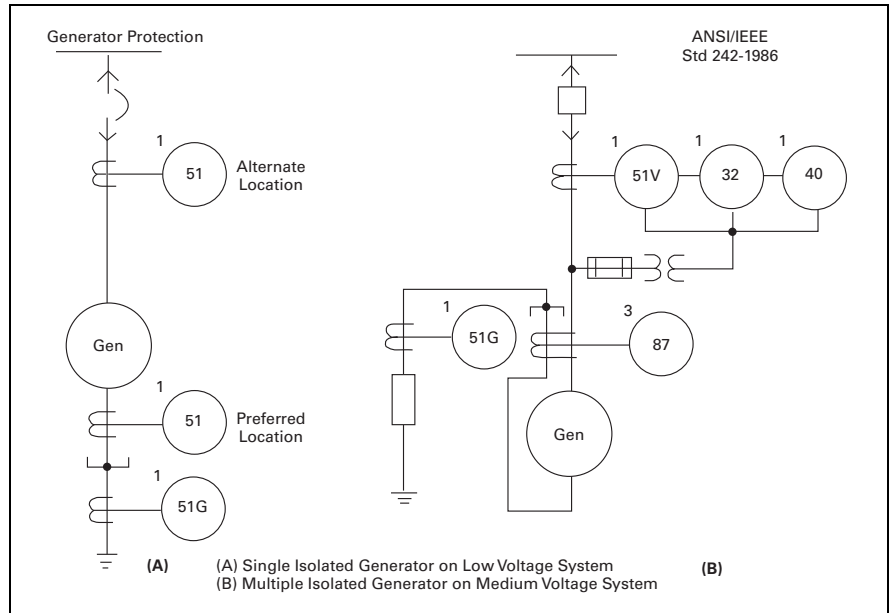 Generator Protection
ANSI/IEEE
Std 242-1986
1
51
Alternate
Location
Gen
1
51
Preferred
Location
1
51G
(A)
1
51V
1
32
1
40
1
51G
3
87
Gen
(B)
(A) Single Isolated Generator on Low Voltage System
(B) Multiple Isolated Generator on Medium Voltage System